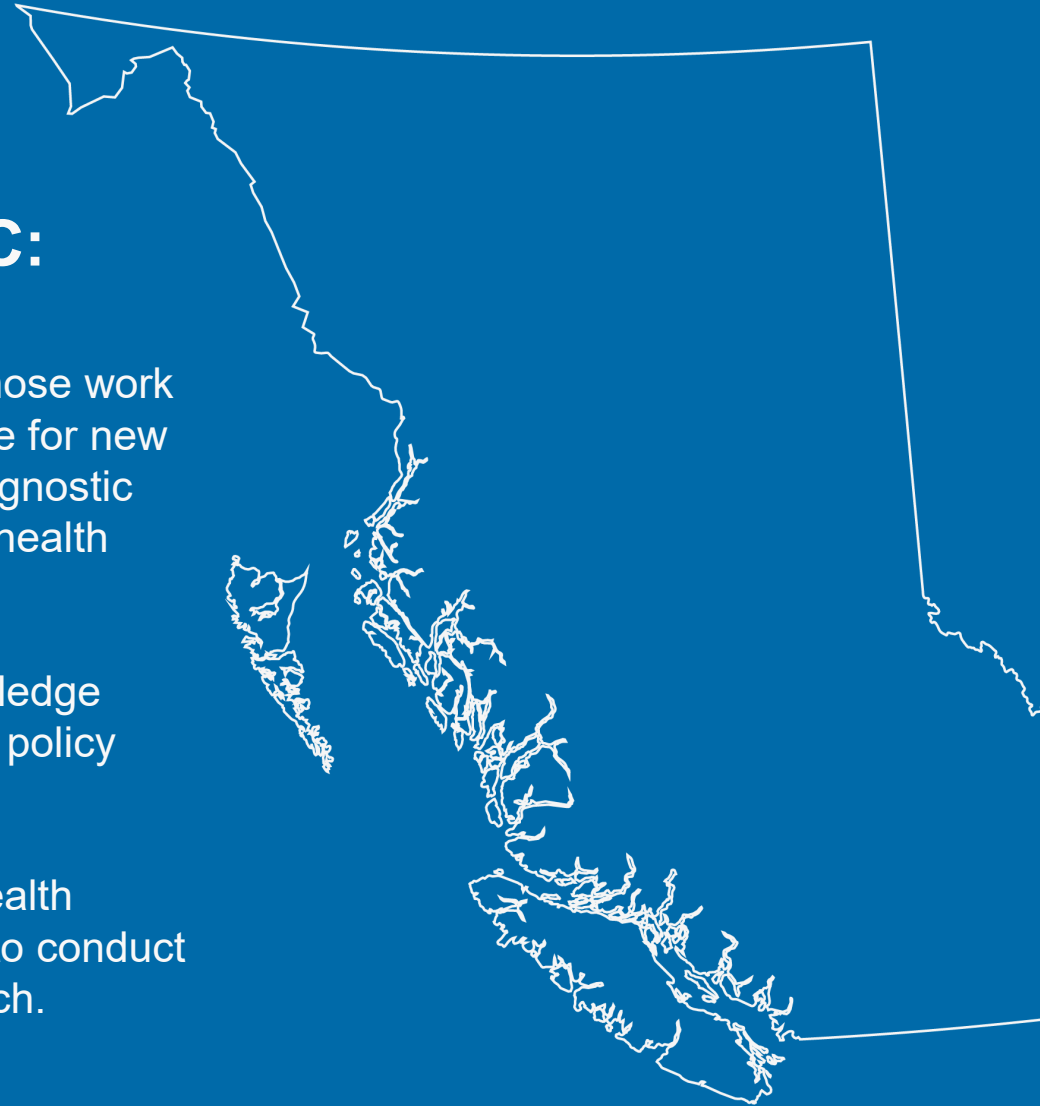 C:
hose work
e for new
gnostic
health
ledge
policy
ealth
o conduct
ch.